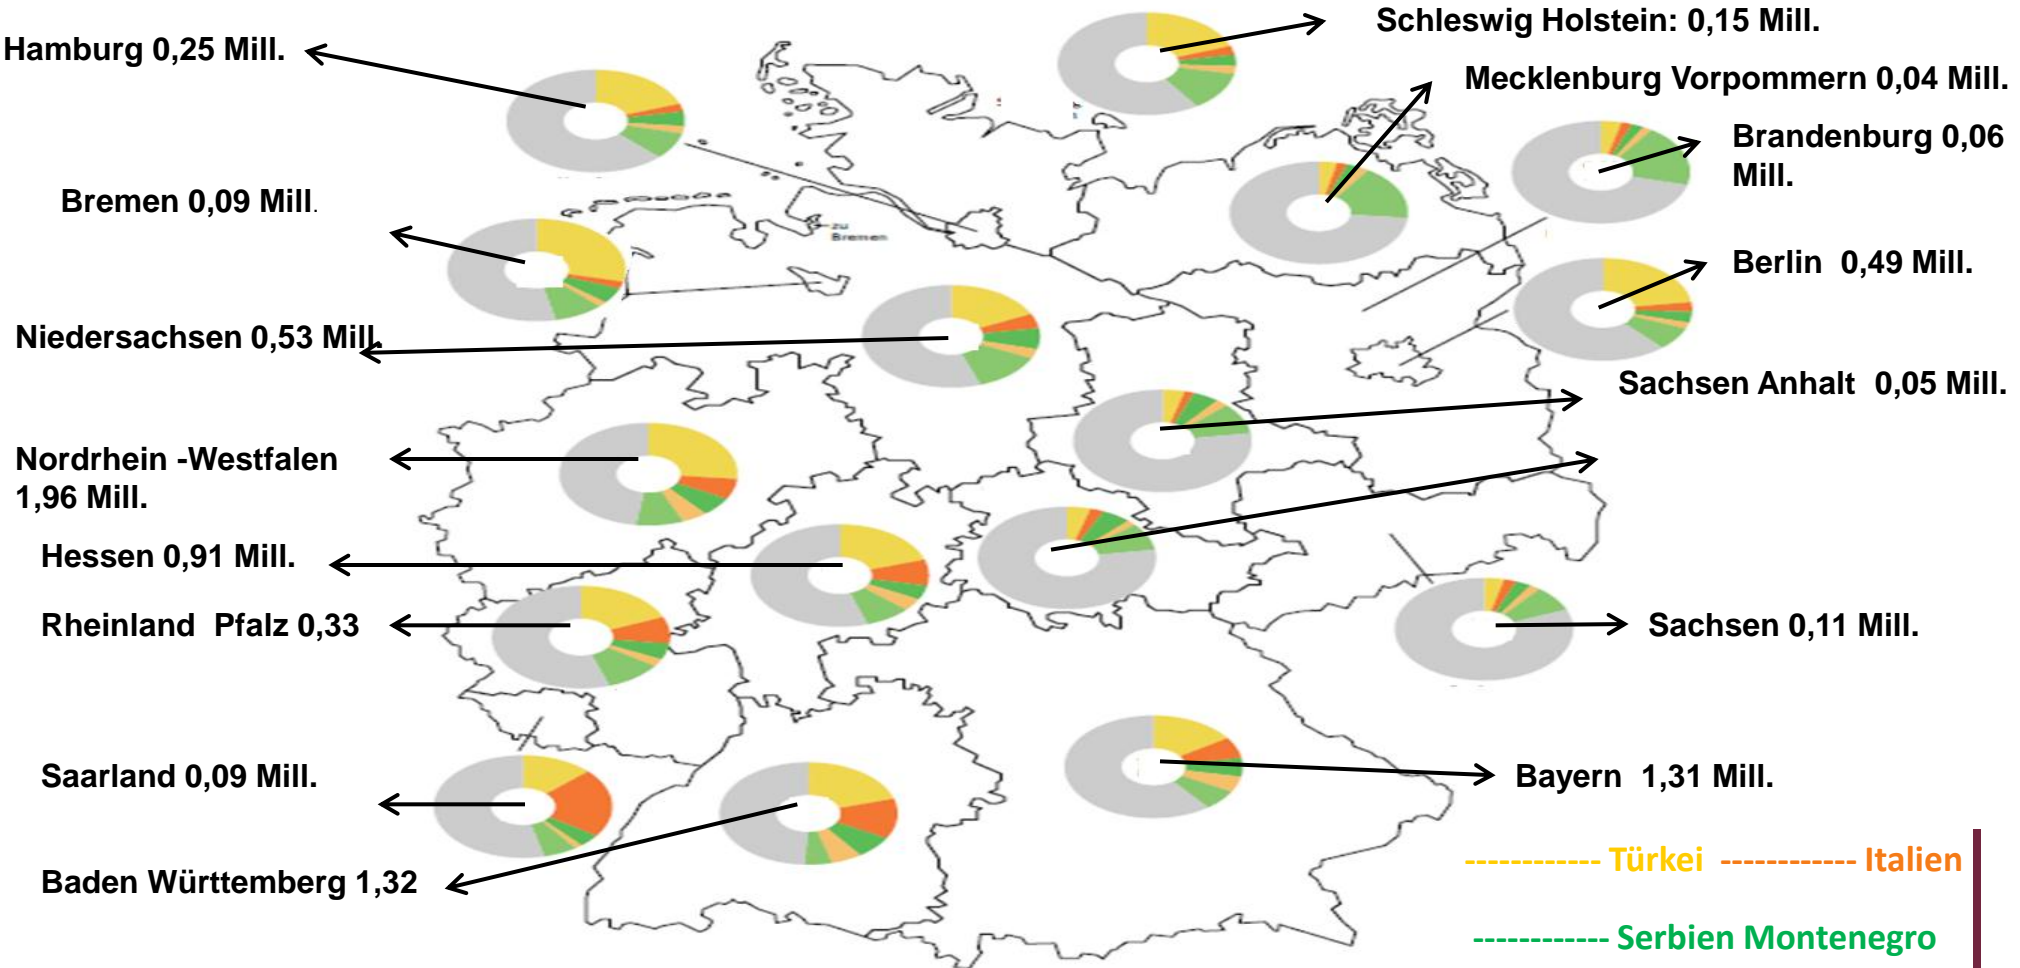 Schleswig Holstein: 0,15 Mill.
Hamburg 0,25 Mill.
Mecklenburg Vorpommern 0,04 Mill.
Brandenburg 0,06
Mill.
Bremen 0,09 Mill.
zu
Bremen
Berlin 0,49 Mill.
Niedersachsen 0,53 Mill.
Sachsen Anhalt 0,05 Mill.
Nordrhein -Westfalen
1,96 Mill.
Hessen 0,91 Mill.
Rheinland Pfalz 0,33
Sachsen 0,11 Mill.
Saarland 0,09 Mill.
Bayern 1,31 Mill.
Baden Württemberg 1,32
------------ Türkei ------------ Italien
------------ Serbien Montenegro